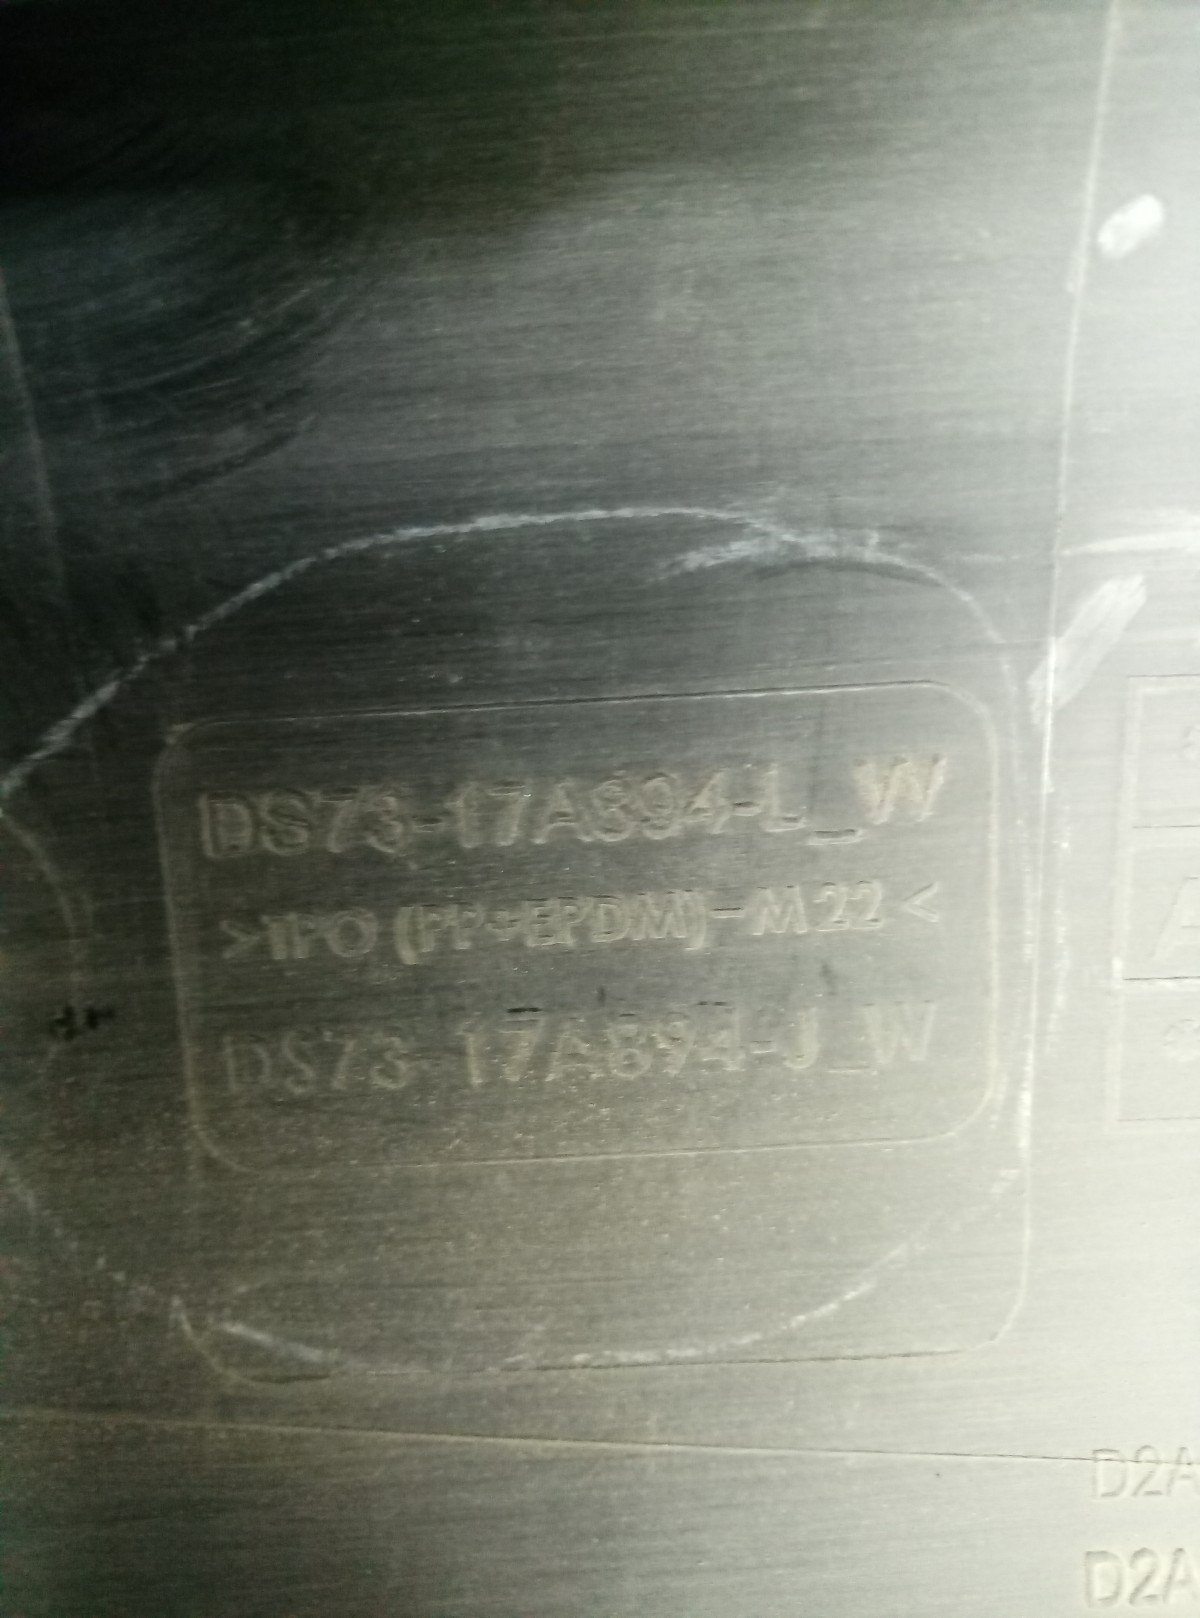 DS73-17A894-L_W
>TPO (PP+EPDM)-M22<
DS73-17A894-J_W
D2A
D2A